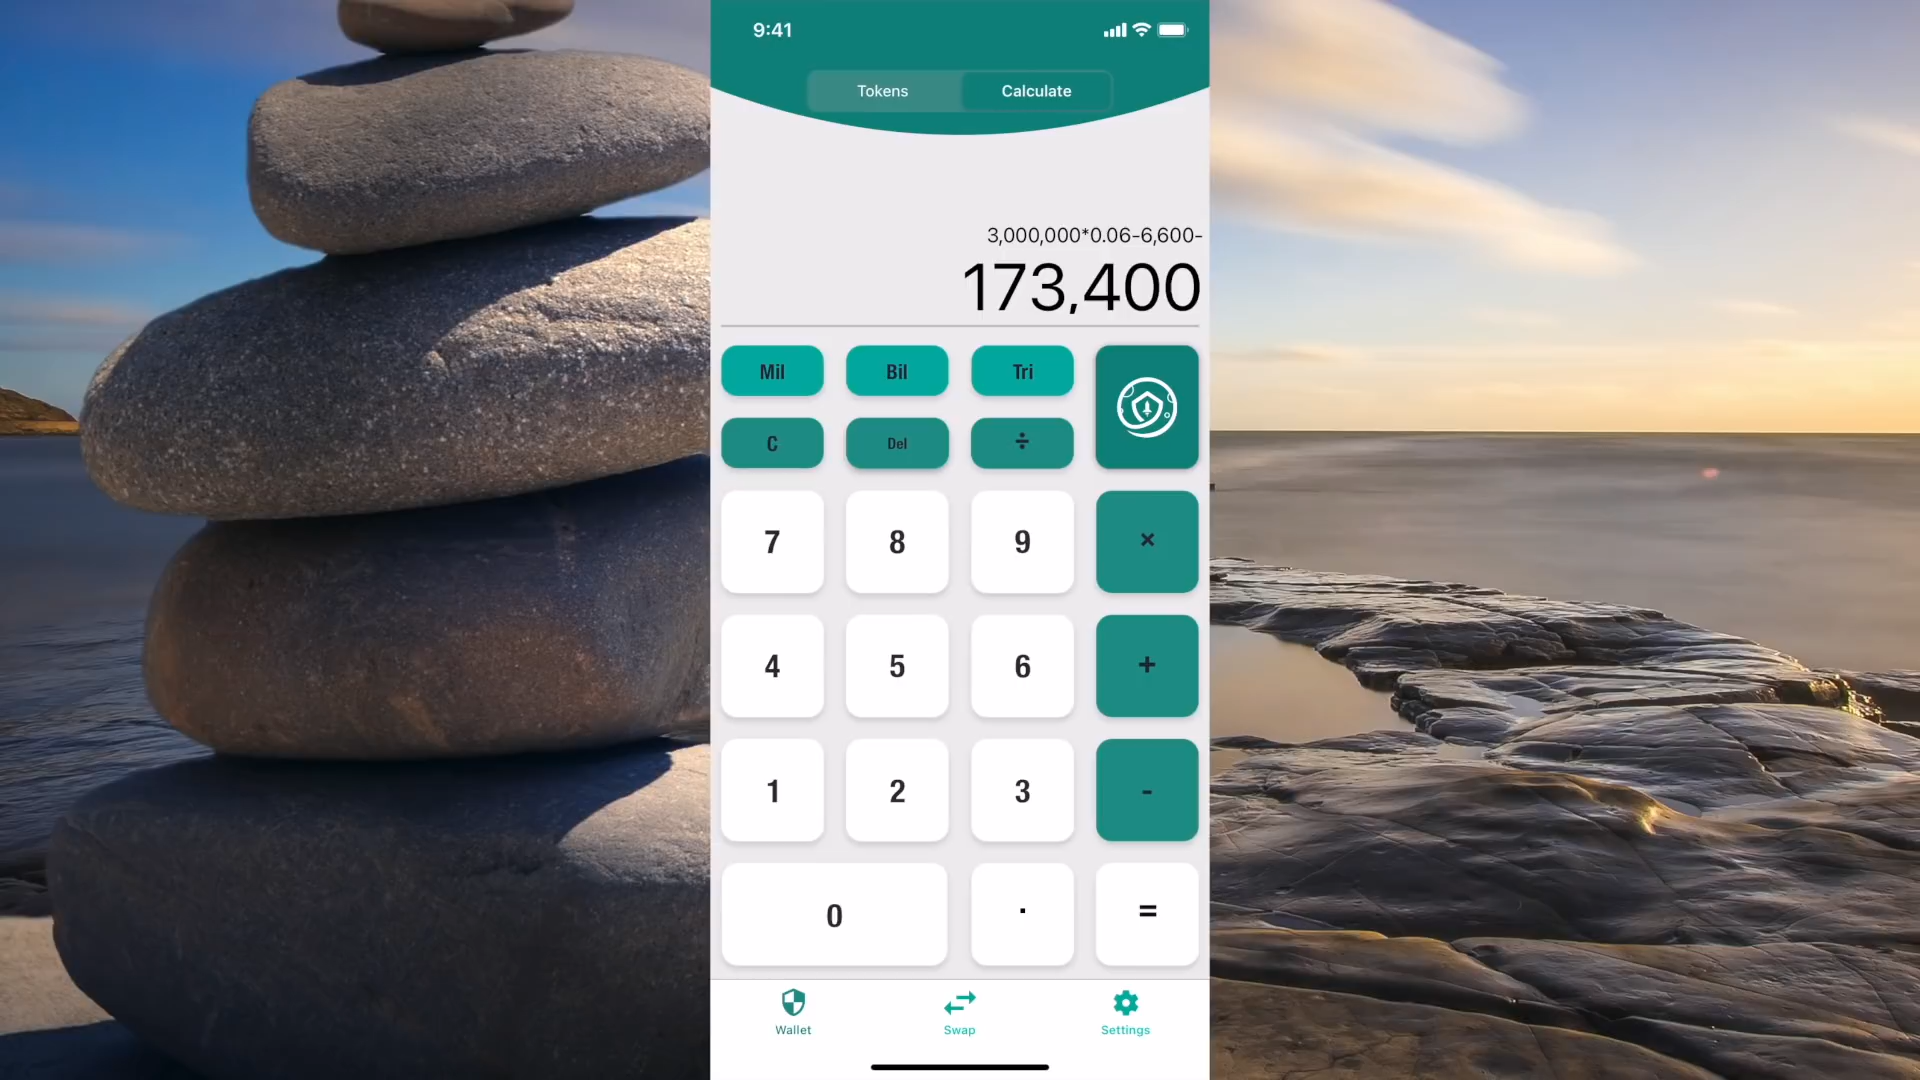 9:41
Tokens Calculate
3,000,000*0.06-6,600-
173,400
Mil Bil Tri
C Del ÷
7 8 9 ×
4 5 6 +
1 2 3 -
0 . =
Wallet Swap Settings